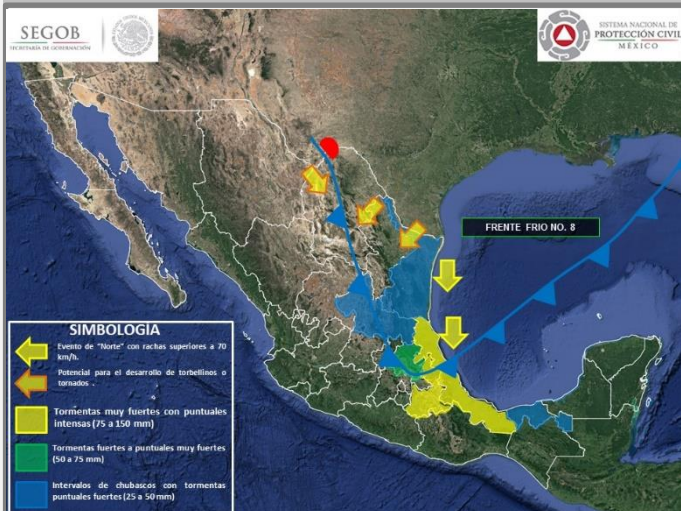 SEGOB
SECRETARÍA DE GOBERNACIÓN
SISTEMA NACIONAL DE
PROTECCIÓN CIVIL
MÉXICO
FRENTE FRIO NO. 8
SIMBOLOGÍA
Evento de "Norte" con rachas superiores a 70
km/h.
Potencial para el desarrollo de torbellinos o
tornados .
Tormentas muy fuertes con puntuales
intensas (75 a 150 mm)
Tormentas fuertes a puntuales muy fuertes
(50 a 75 mm)
Intervalos de chubascos con tormentas
puntuales fuertes (25 a 50 mm)